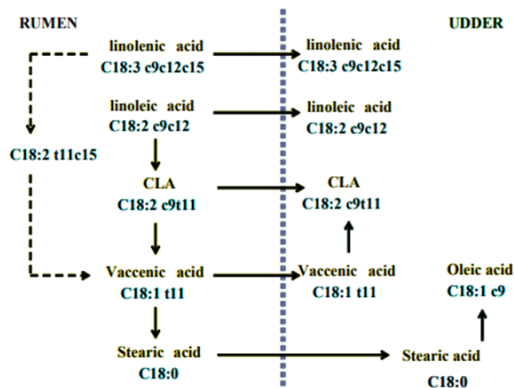 RUMEN
UDDER
linolenic acid
C18:3 c9c12c15
linolenic acid
C18:3 c9c12c15
linoleic acid
C18:2 c9c12
linoleic acid
C18:2 c9c12
C18:2 t11c15
CLA
C18:2 c9t11
CLA
C18:2 c9t11
Vaccenic acid
C18:1 t11
Vaccenic acid
C18:1 t11
Oleic acid
C18:1 c9
Stearic acid
C18:0
Stearic acid
C18:0